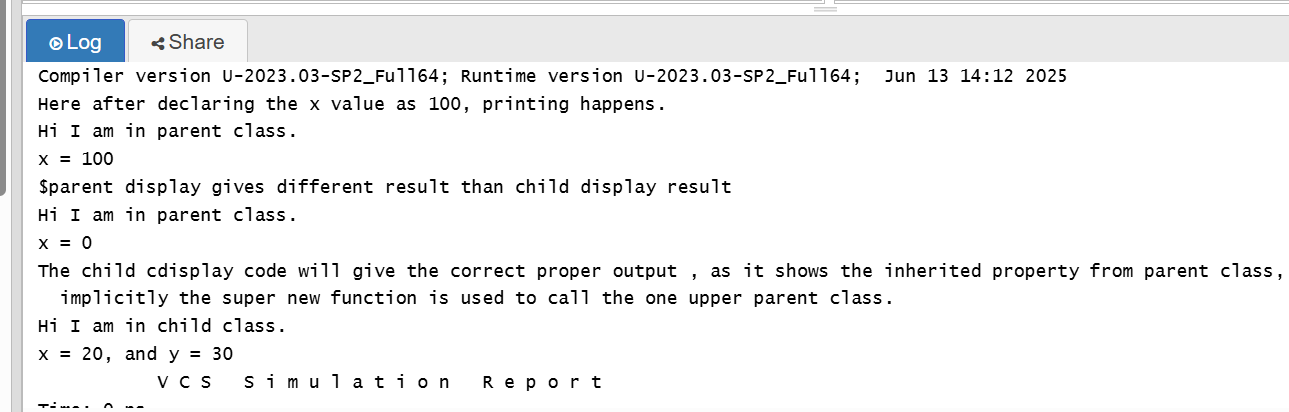 Log
Share
Compiler version U-2023.03-SP2_Full64; Runtime version U-2023.03-SP2_Full64;  Jun 13 14:12 2025
Here after declaring the x value as 100, printing happens.
Hi I am in parent class.
x = 100
$parent display gives different result than child display result
Hi I am in parent class.
x = 0
The child cdisplay code will give the correct proper output , as it shows the inherited property from parent class,
  implicitly the super new function is used to call the one upper parent class.
Hi I am in child class.
x = 20, and y = 30
           V C S   S i m u l a t i o n   R e p o r t
Time: 0 ns